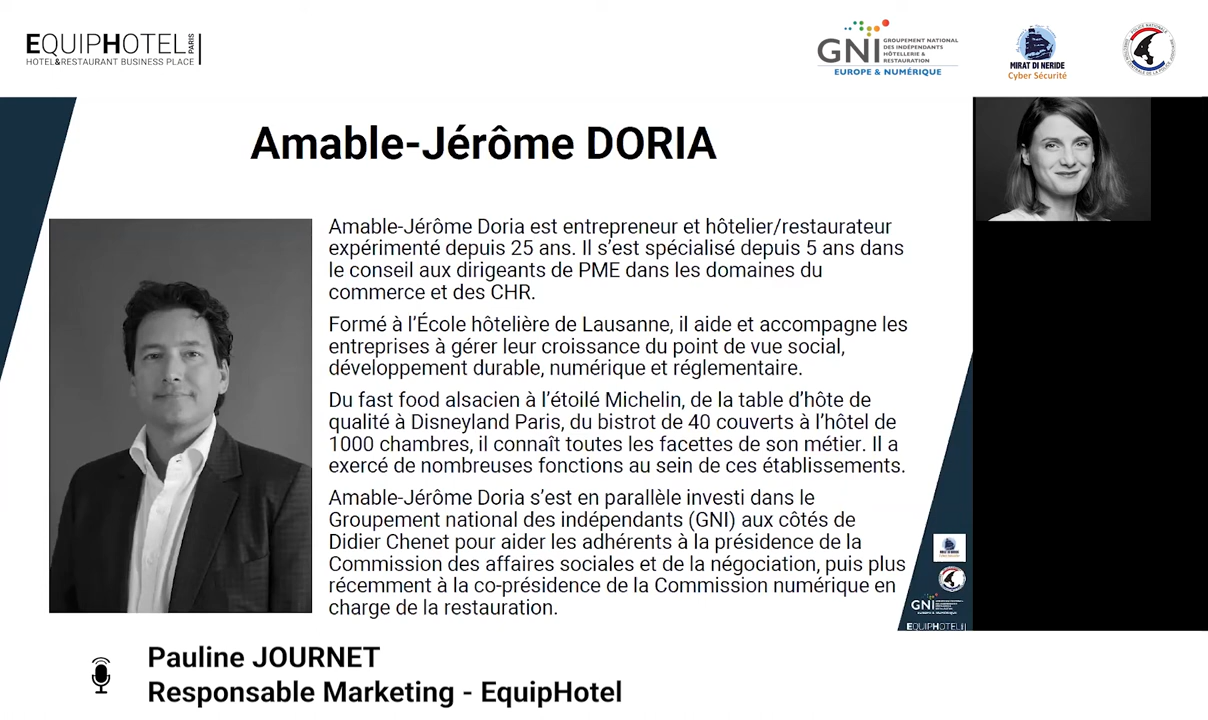 EQUIPHOTEL PARIS
HOTEL&RESTAURANT BUSINESS PLACE
GNI GROUPEMENT NATIONAL
DES INDÉPENDANTS
HÔTELLERIE &
RESTAURATION
EUROPE & NUMÉRIQUE
MIRAT DI NERIDE
Cyber Sécurité
Amable-Jérôme DORIA
Amable-Jérôme Doria est entrepreneur et hôtelier/restaurateur
expérimenté depuis 25 ans. Il s’est spécialisé depuis 5 ans dans
le conseil aux dirigeants de PME dans les domaines du
commerce et des CHR.
Formé à l’École hôtelière de Lausanne, il aide et accompagne les
entreprises à gérer leur croissance du point de vue social,
développement durable, numérique et réglementaire.
Du fast food alsacien à l’étoilé Michelin, de la table d’hôte de
qualité à Disneyland Paris, du bistrot de 40 couverts à l’hôtel de
1000 chambres, il connaît toutes les facettes de son métier. Il a
exercé de nombreuses fonctions au sein de ces établissements.
Amable-Jérôme Doria s’est en parallèle investi dans le
Groupement national des indépendants (GNI) aux côtés de
Didier Chenet pour aider les adhérents à la présidence de la
Commission des affaires sociales et de la négociation, puis plus
récemment à la co-présidence de la Commission numérique en
charge de la restauration.
GNI
EQUIPHOTEL
Pauline JOURNET
Responsable Marketing - EquipHotel